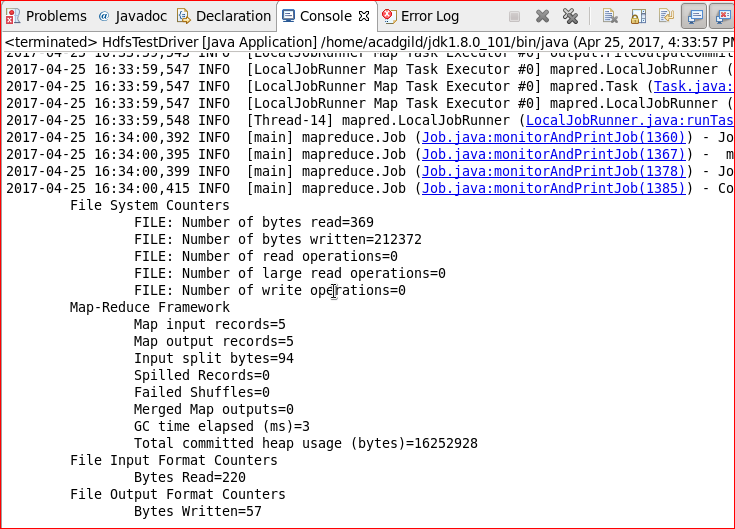 Problems @ Javadoc Declaration Console Error Log
<terminated> HdfsTestDriver [Java Application] /home/acadgild/jdk1.8.0_101/bin/java (Apr 25, 2017, 4:33:57 P
2017-04-25 16:33:59,547 INFO [LocalJobRunner Map Task Executor #0] mapred.LocalJobRunner (
2017-04-25 16:33:59,547 INFO [LocalJobRunner Map Task Executor #0] mapred.Task (Task.java:
2017-04-25 16:33:59,547 INFO [LocalJobRunner Map Task Executor #0] mapred.LocalJobRunner (
2017-04-25 16:33:59,548 INFO [Thread-14] mapred.LocalJobRunner (LocalJobRunner.java:runTas
2017-04-25 16:34:00,392 INFO [main] mapreduce.Job (Job.java:monitorAndPrintJob(1360)) - Jo
2017-04-25 16:34:00,395 INFO [main] mapreduce.Job (Job.java:monitorAndPrintJob(1367)) - m
2017-04-25 16:34:00,399 INFO [main] mapreduce.Job (Job.java:monitorAndPrintJob(1378)) - Jo
2017-04-25 16:34:00,415 INFO [main] mapreduce.Job (Job.java:monitorAndPrintJob(1385)) - Co
File System Counters
FILE: Number of bytes read=369
FILE: Number of bytes written=212372
FILE: Number of read operations=0
FILE: Number of large read operations=0
FILE: Number of write operations=0
Map-Reduce Framework
Map input records=5
Map output records=5
Input split bytes=94
Spilled Records=0
Failed Shuffles=0
Merged Map outputs=0
GC time elapsed (ms)=3
Total committed heap usage (bytes)=16252928
File Input Format Counters
Bytes Read=220
File Output Format Counters
Bytes Written=57